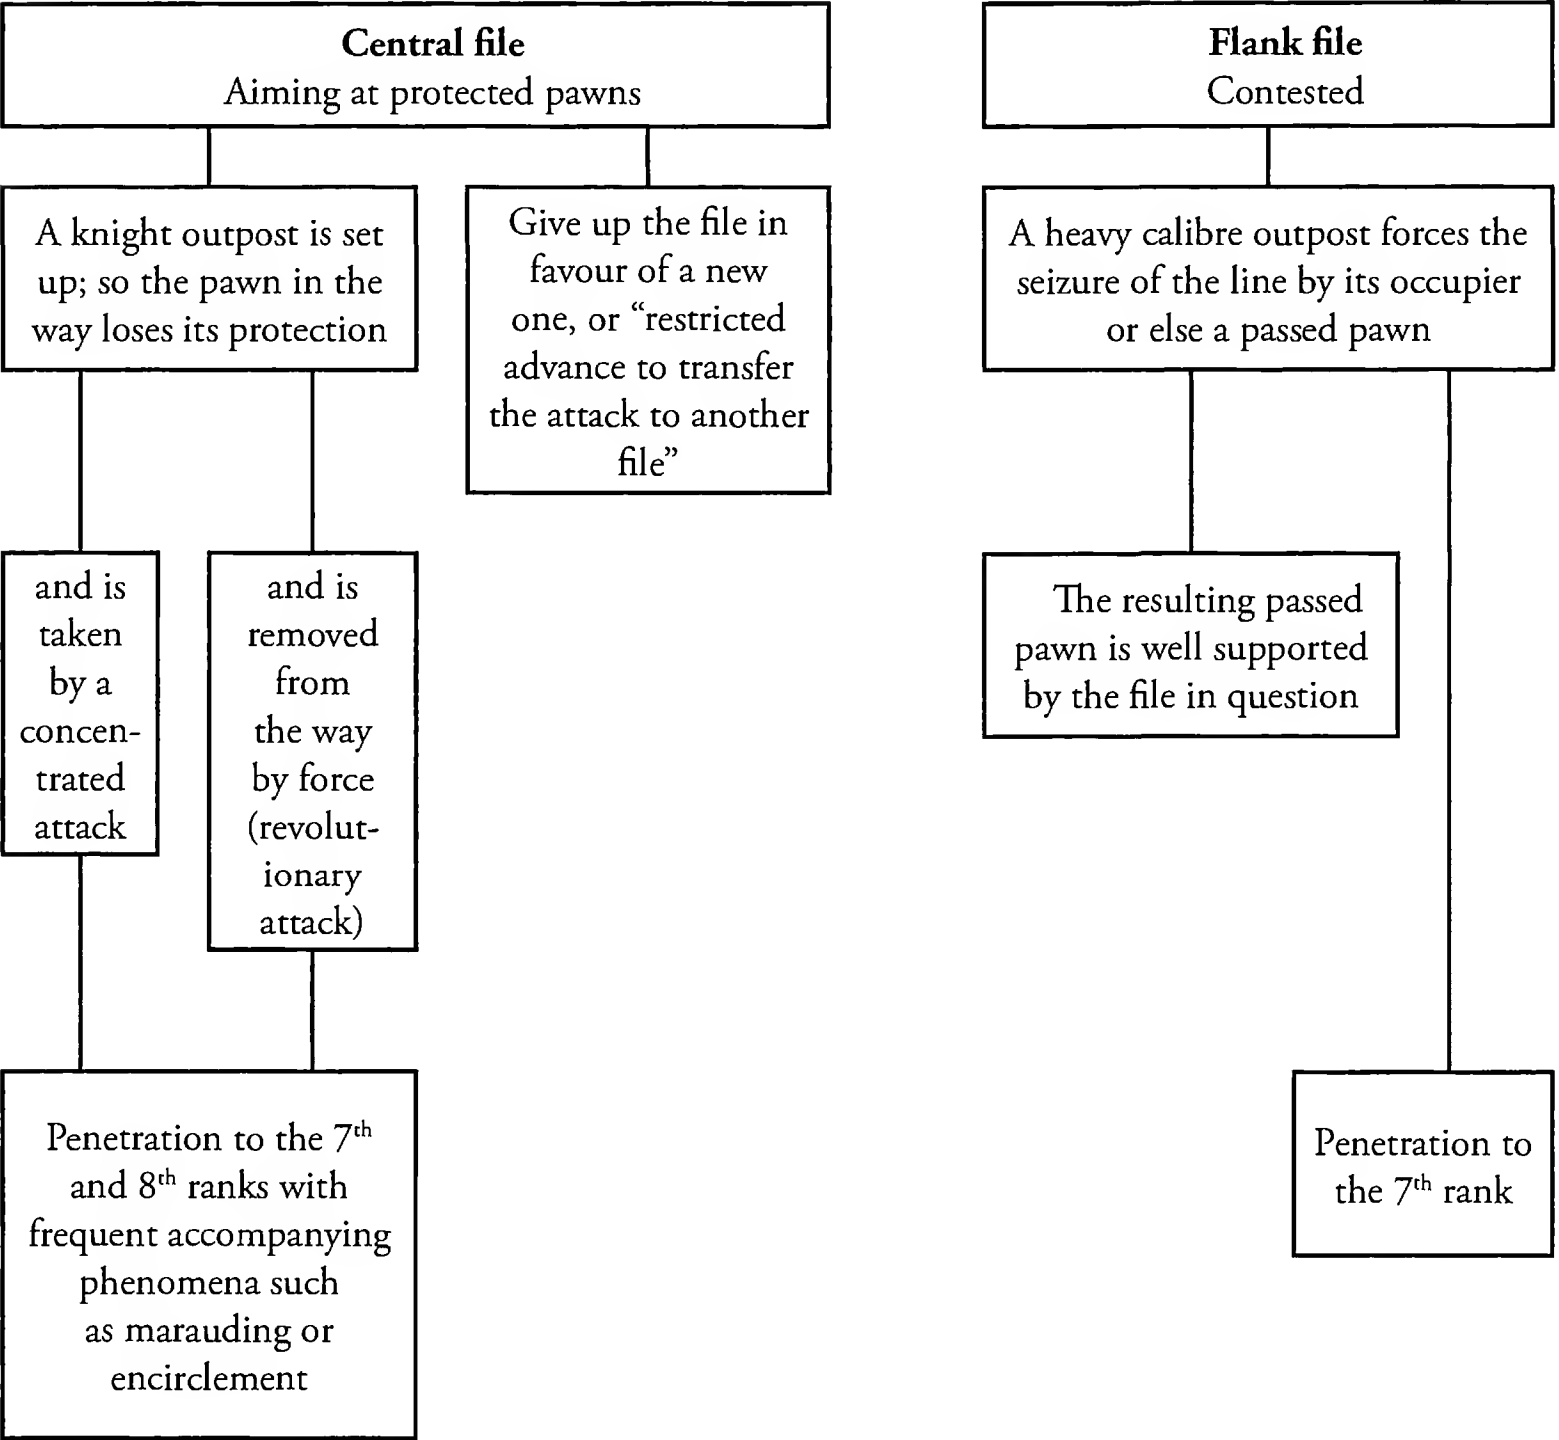 Central file
Aiming at protected pawns
A knight outpost is set
up; so the pawn in the
way loses its protection
Give up the file in
favour of a new
one, or “restricted
advance to transfer
the attack to another
file”
and is
taken
by a
concen-
trated
attack
and is
removed
from
the way
by force
(revolut-
ionary
attack)
Penetration to the 7th
and 8th ranks with
frequent accompanying
phenomena such
as marauding or
encirclement
Flank file
Contested
A heavy calibre outpost forces the
seizure of the line by its occupier
or else a passed pawn
The resulting passed
pawn is well supported
by the file in question
Penetration to
the 7th rank